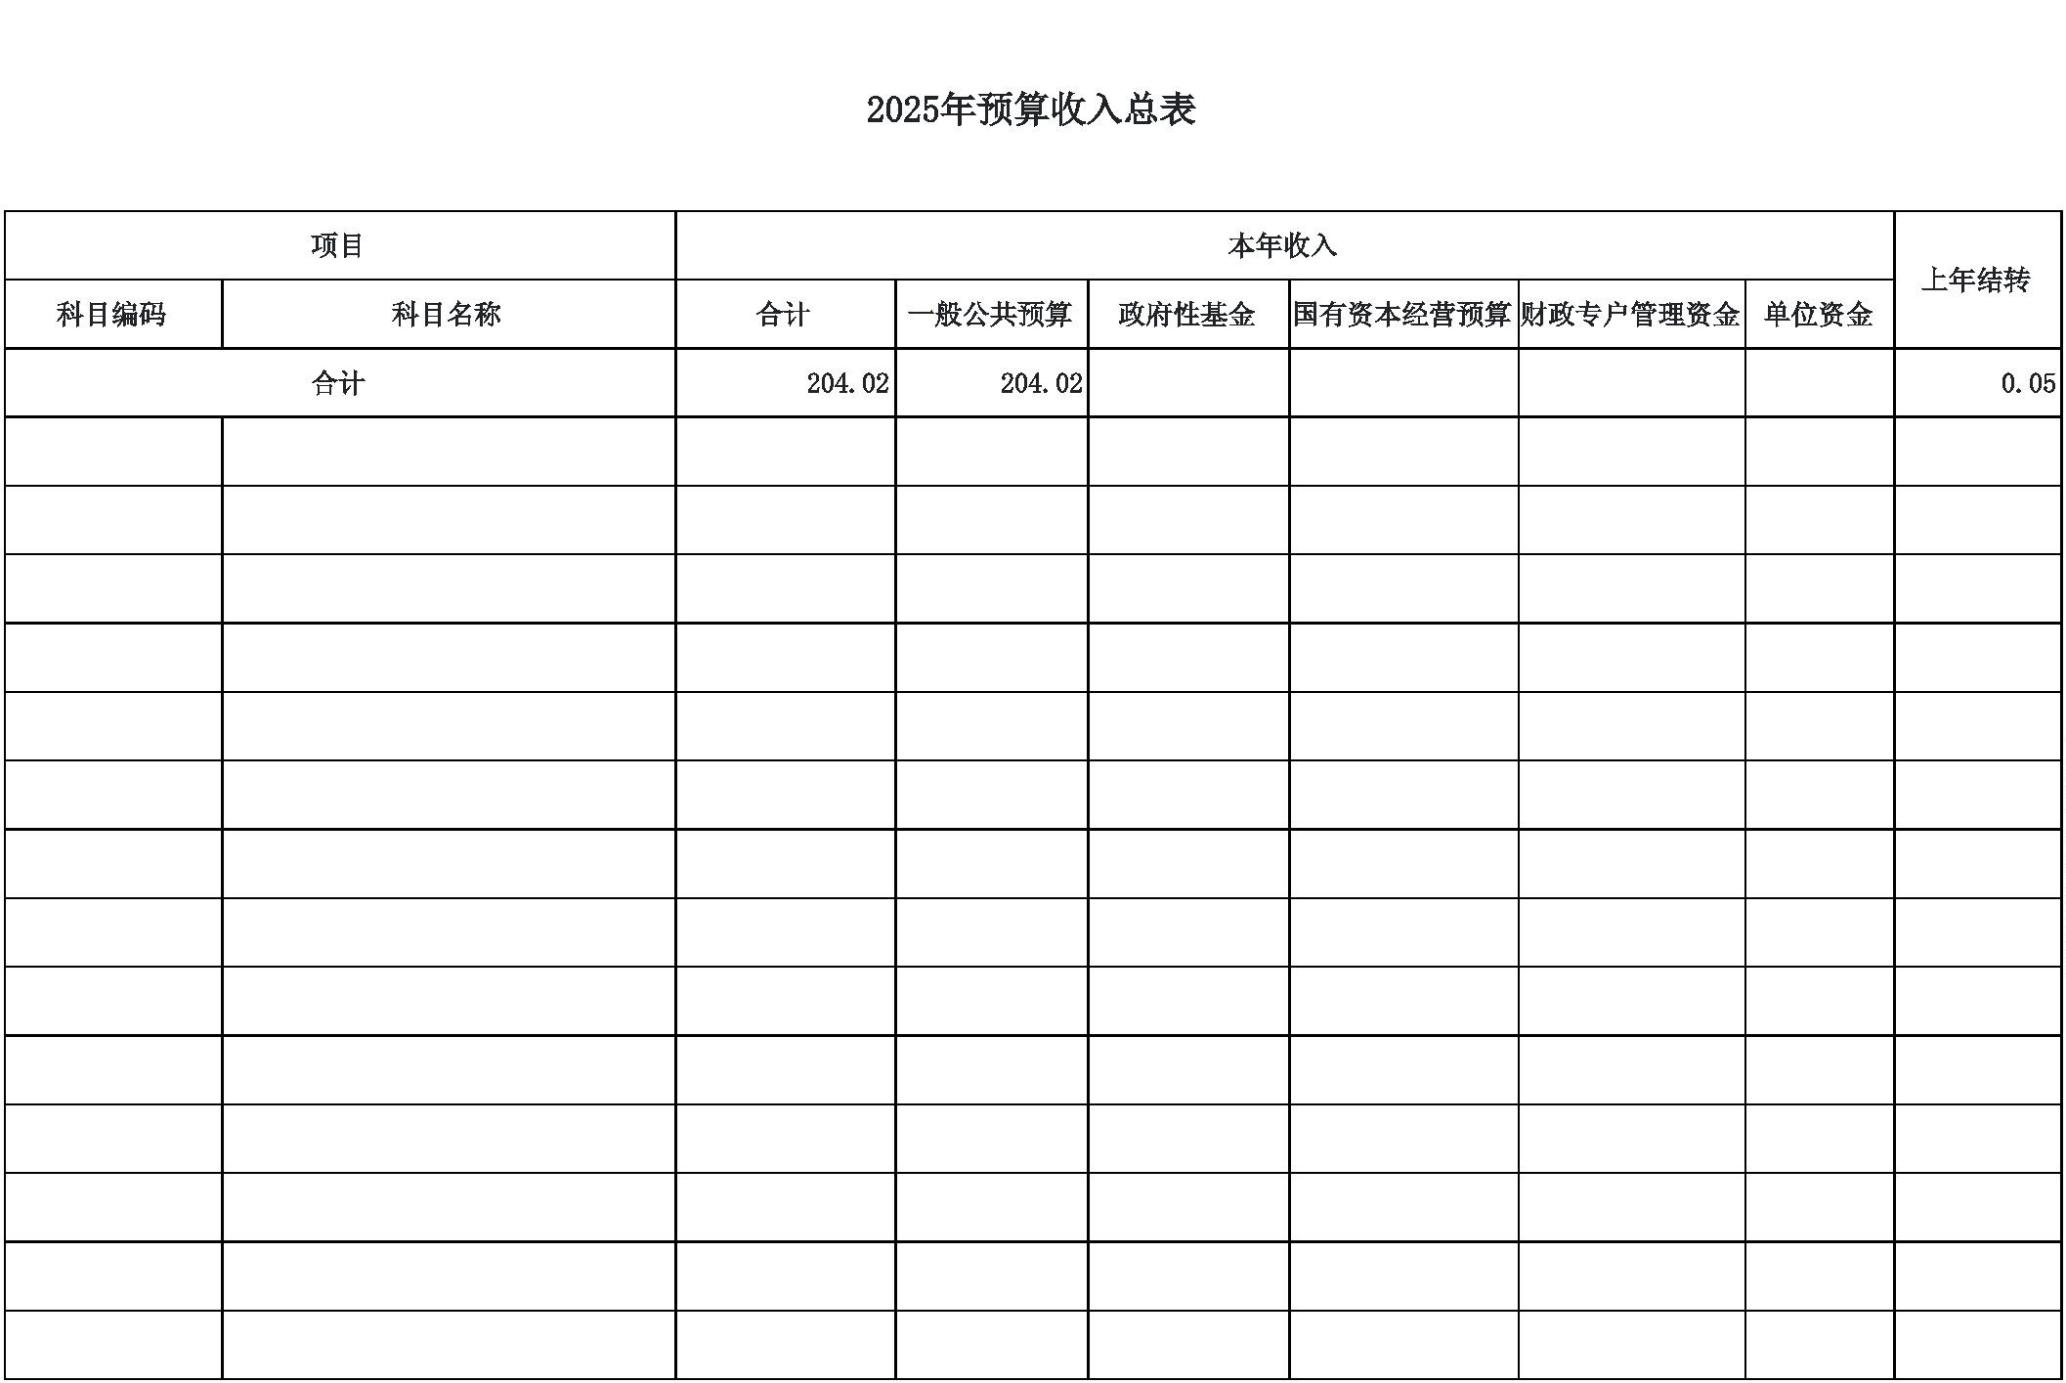 2025年预算收入总表
项目 本年收入 上年结转
科目编码 科目名称 合计 一般公共预算 政府性基金 国有资本经营预算 财政专户管理资金 单位资金
合计 204.02 204.02 0.05